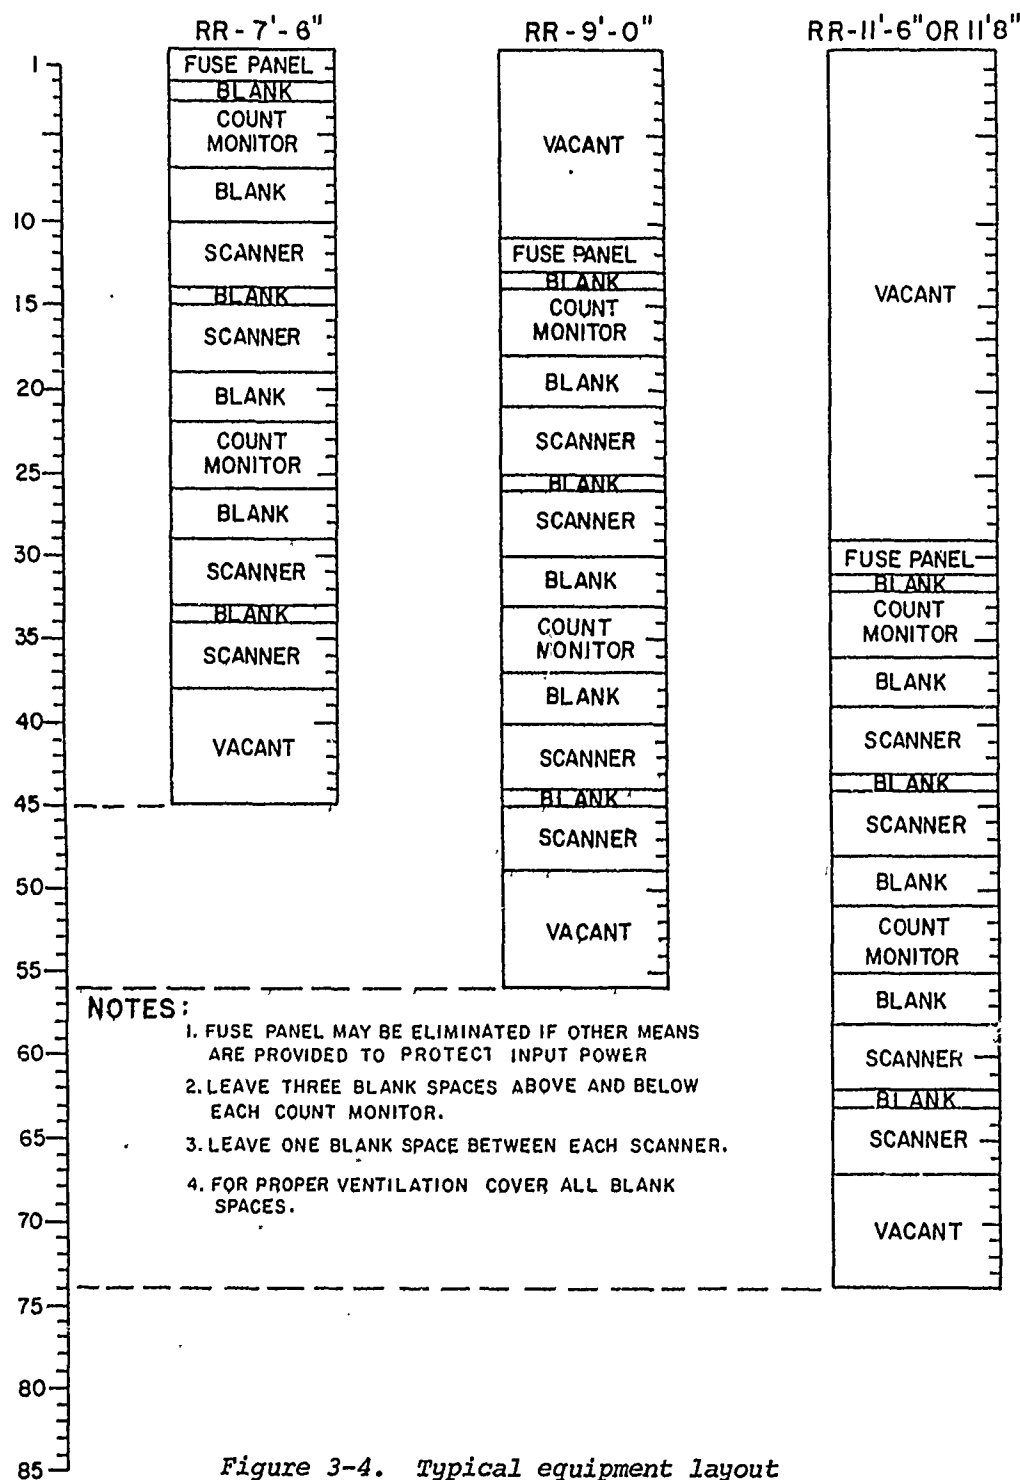 RR-7'-6"
RR-9'-0"
RR-11'-6" OR 11'8"
1
10
15
20
25
30
35
40
45
50
55
60
65
70
75
80
85
FUSE PANEL
BLANK
COUNT
MONITOR
BLANK
SCANNER
BLANK
SCANNER
BLANK
COUNT
MONITOR
BLANK
SCANNER
BLANK
SCANNER
VACANT
VACANT
FUSE PANEL
BLANK
COUNT
MONITOR
BLANK
SCANNER
BLANK
SCANNER
BLANK
COUNT
MONITOR
BLANK
SCANNER
BLANK
SCANNER
VACANT
VACANT
FUSE PANEL
BLANK
COUNT
MONITOR
BLANK
SCANNER
BLANK
SCANNER
BLANK
COUNT
MONITOR
BLANK
SCANNER
BLANK
SCANNER
VACANT
NOTES:
1. FUSE PANEL MAY BE ELIMINATED IF OTHER MEANS
ARE PROVIDED TO PROTECT INPUT POWER
2. LEAVE THREE BLANK SPACES ABOVE AND BELOW
EACH COUNT MONITOR.
3. LEAVE ONE BLANK SPACE BETWEEN EACH SCANNER.
4. FOR PROPER VENTILATION COVER ALL BLANK
SPACES.
Figure 3-4. Typical equipment layout